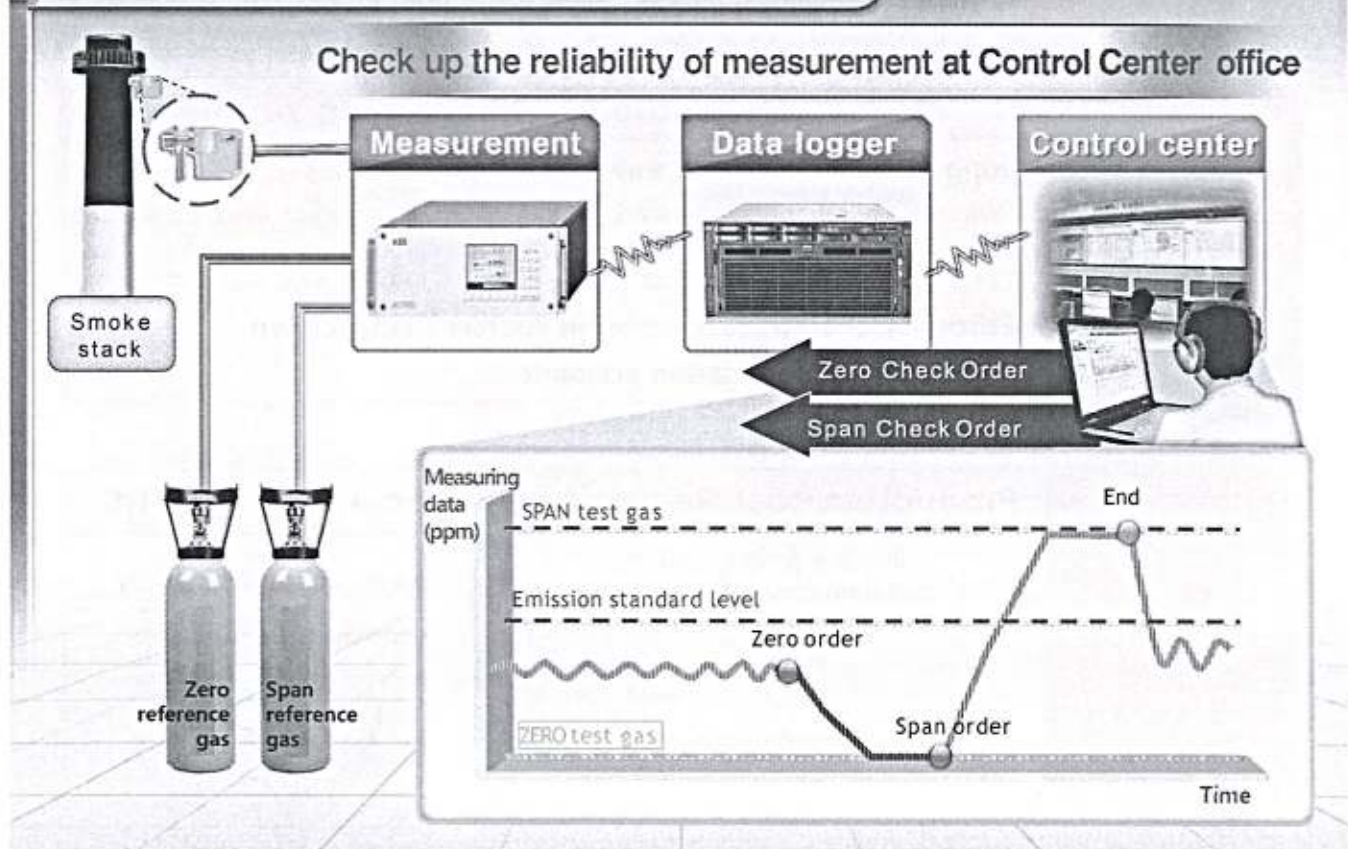 Check up the reliability of measurement at Control Center office
Measurement
Data logger
Control center
Smoke
stack
Zero Check Order
Span Check Order
Measuring
data
(ppm)
SPAN test gas
End
Emission standard level
Zero order
Span order
ZERO test gas
Time
Zero
reference
gas
Span
reference
gas